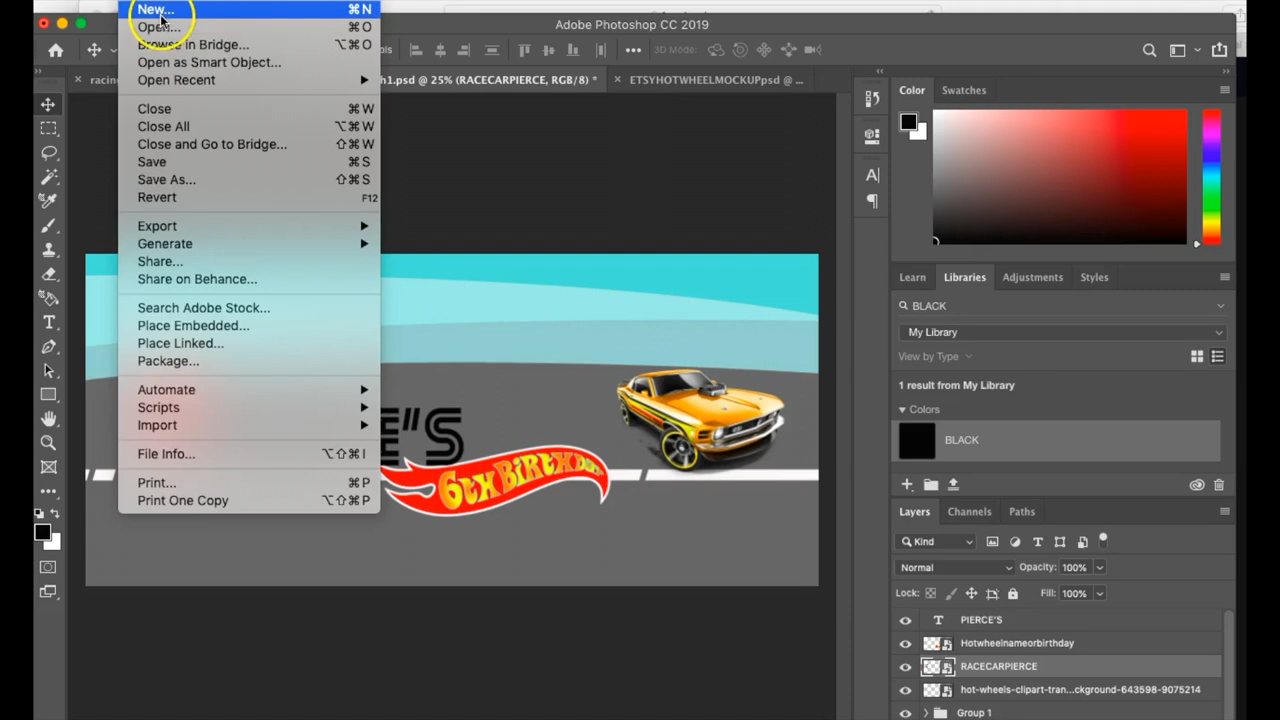 New... ⌘N
Adobe Photoshop CC 2019
Open... ⌘O
Browse in Bridge... ⌥⌘O
3D Mode:
Open as Smart Object...
Open Recent
racin
h1.psd @ 25% (RACECARPIERCE, RGB/8) *
ETSYHOTWHEELMOCKUPpsd @ ...
Color Swatches
Close ⌘W
Close All ⌥⌘W
Close and Go to Bridge... ⇧⌘W
Save ⌘S
Save As... ⇧⌘S
Revert F12
Export
Generate
Share...
Share on Behance...
Search Adobe Stock...
Place Embedded...
Place Linked...
Package...
Automate
Scripts
Import
File Info... ⌥⇧⌘I
Print... ⌘P
Print One Copy ⌥⇧⌘P
E'S
6th BIRTHDAY
Learn Libraries Adjustments Styles
BLACK
My Library
View by Type
1 result from My Library
Colors
BLACK
Layers Channels Paths
Kind
Normal Opacity: 100%
Lock: Fill: 100%
PIERCE'S
Hotwheelnameorbirthday
RACECARPIERCE
hot-wheels-clipart-tran...ckground-643598-9075214
Group 1